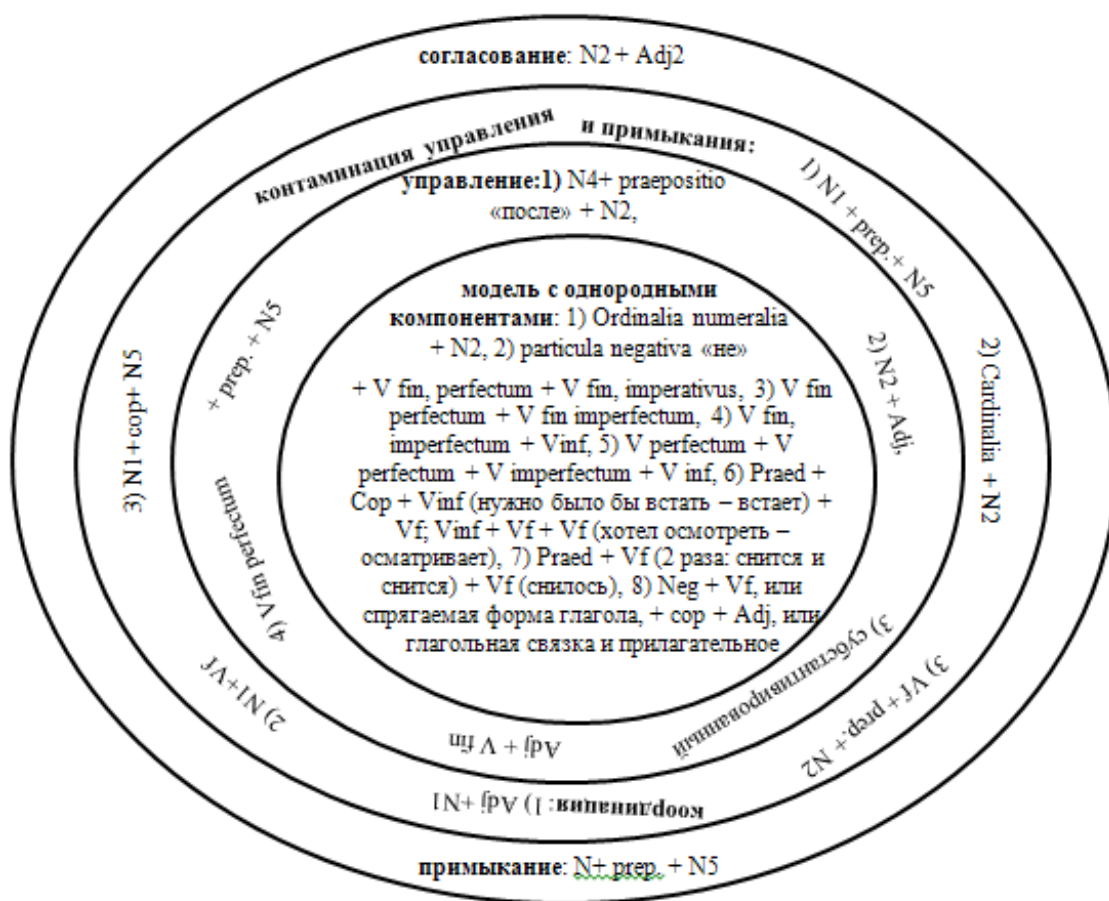 согласование: N2 + Adj2
контаминация управления и примыкания:
1) N1 + prep. + N5
2) Cardinalia + N2
3) Vf + prep. + N2
управление:1) N4+ praepositio
«после» + N2,
2) N2 + Adj,
3) субстантивированный
Adj + V fin
4) V fin perfectum
+ prep. + N5
модель с однородными
компонентами: 1) Ordinalia numeralia
+ N2, 2) particula negativa «не»
+ V fin, perfectum + V fin, imperativus, 3) V fin
perfectum + V fin imperfectum, 4) V fin,
imperfectum + Vinf, 5) V perfectum + V
perfectum + V imperfectum + V inf, 6) Praed +
Cop + Vinf (нужно было бы встать – встает) +
Vf; Vinf + Vf + Vf (хотел осмотреть –
осматривает), 7) Praed + Vf (2 раза: снится и
снится) + Vf (снилось), 8) Neg + Vf, или
спрягаемая форма глагола, + cop + Adj, или
глагольная связка и прилагательное
координация: 1) Adj +N1
2) N1+Vf
3) N1+cop+ N5
примыкание: N+ prep. + N5